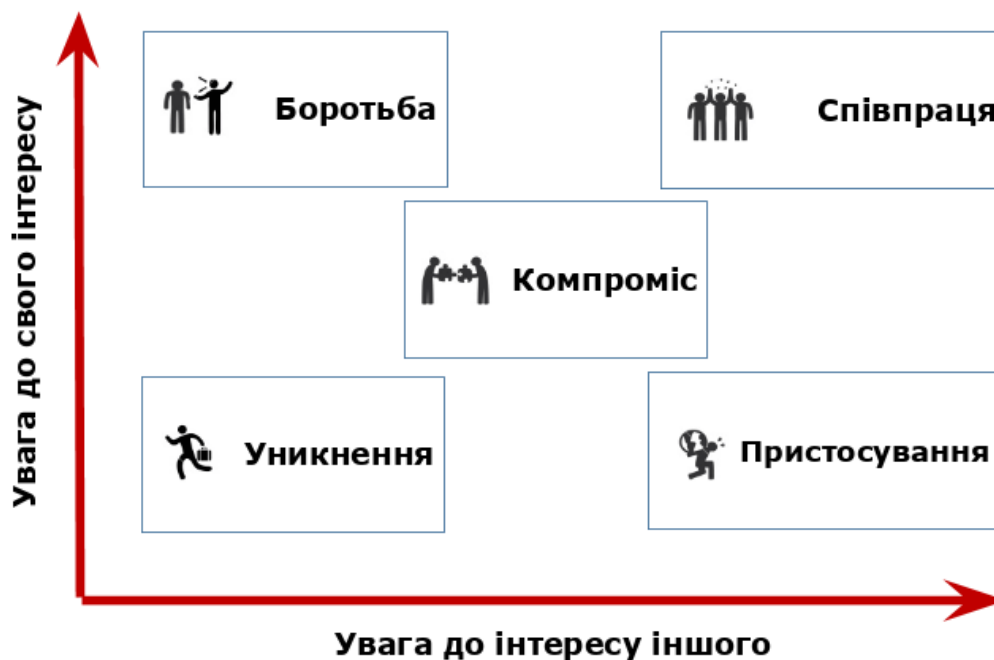 Увага до свого інтересу
Боротьба
Співпраця
Компроміс
Уникнення
Пристосування
Увага до інтересу іншого